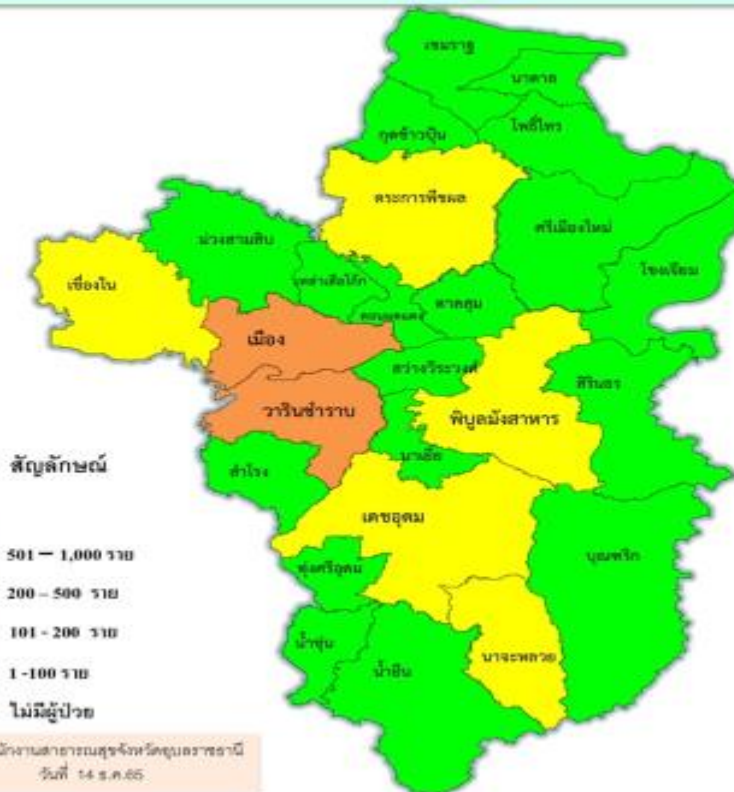 เขมราฐ
นาตาล
กุดข้าวปุ้น
โพธิ์ไทร
ตระการพืชผล
ศรีเมืองใหม่
ม่วงสามสิบ
โขงเจียม
เขื่องใน
เหล่าเสือโก้ก
ตาลสุม
ดอนมดแดง
เมือง
สว่างวีระวงศ์
สิรินธร
วารินชำราบ
พิบูลมังสาหาร
นาเยีย
สำโรง
สัญลักษณ์
เดชอุดม
501 – 1,000 ราย
บุณฑริก
ทุ่งศรีอุดม
200 – 500 ราย
101 - 200 ราย
น้ำขุ่น
นาจะหลวย
น้ำยืน
1 -100 ราย
ไม่มีผู้ป่วย
นักงานสาธารณสุขจังหวัดอุบลราชธานี
วันที่ 14 ธ.ค.65